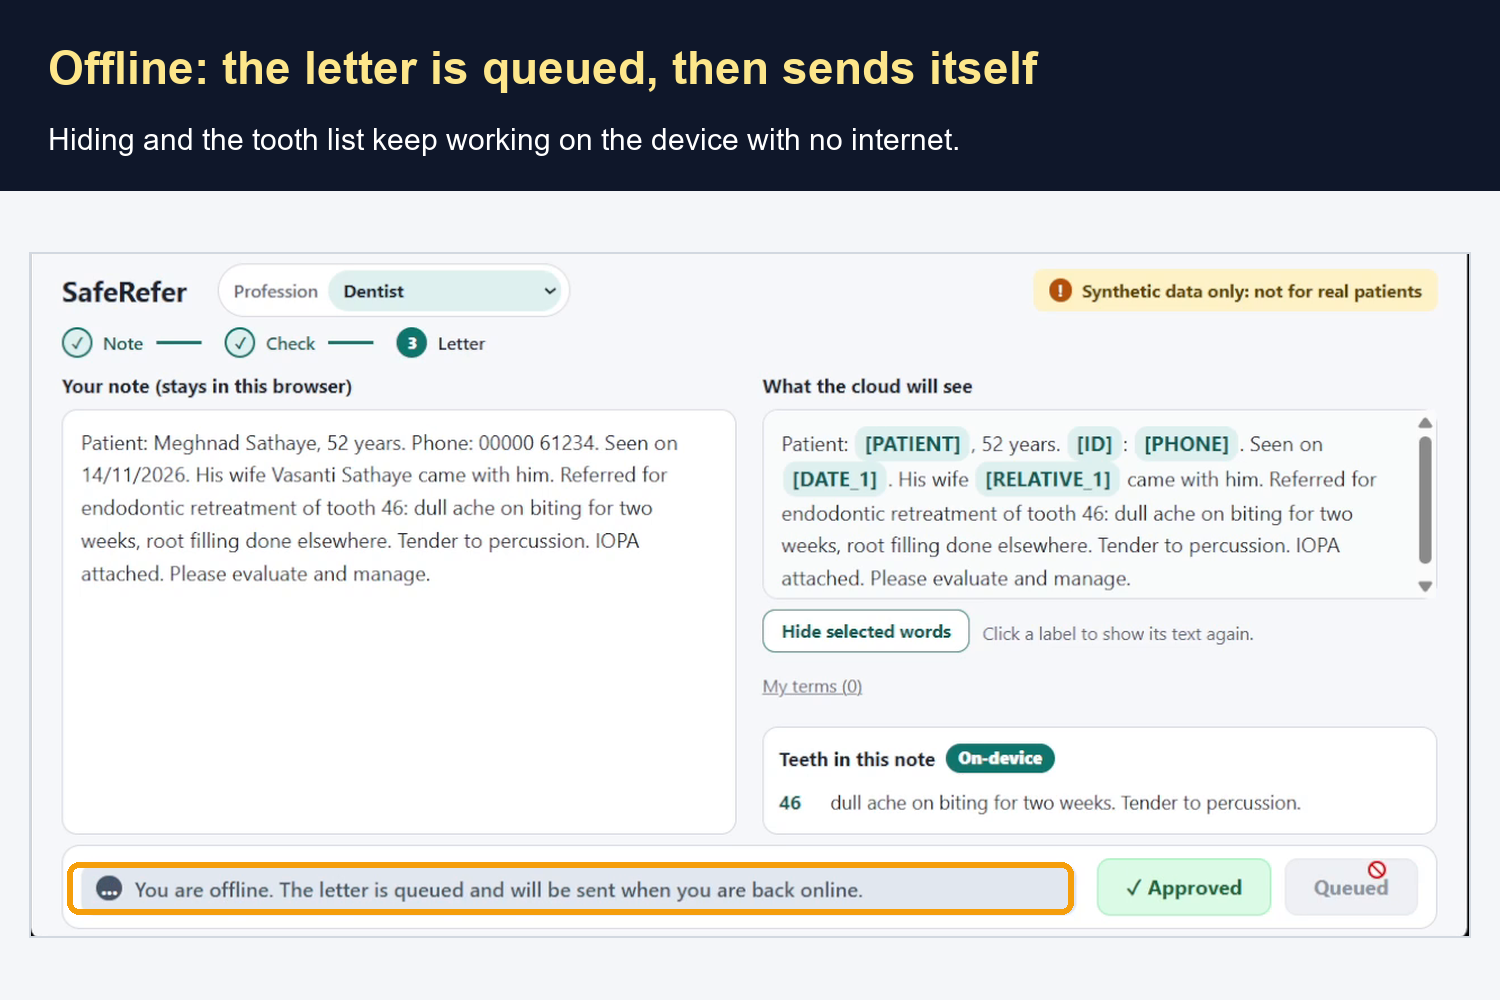 Offline: the letter is queued, then sends itself
Hiding and the tooth list keep working on the device with no internet.
SafeRefer
Profession Dentist
! Synthetic data only: not for real patients
✓ Note ✓ Check 3 Letter
Your note (stays in this browser)
Patient: Meghnad Sathaye, 52 years. Phone: 00000 61234. Seen on
14/11/2026. His wife Vasanti Sathaye came with him. Referred for
endodontic retreatment of tooth 46: dull ache on biting for two
weeks, root filling done elsewhere. Tender to percussion. IOPA
attached. Please evaluate and manage.
What the cloud will see
Patient: [PATIENT] , 52 years. [ID] : [PHONE] . Seen on
[DATE_1] . His wife [RELATIVE_1] came with him. Referred for
endodontic retreatment of tooth 46: dull ache on biting for two
weeks, root filling done elsewhere. Tender to percussion. IOPA
attached. Please evaluate and manage.
Hide selected words Click a label to show its text again.
My terms (0)
Teeth in this note On-device
46 dull ache on biting for two weeks. Tender to percussion.
You are offline. The letter is queued and will be sent when you are back online.
✓ Approved
Queued